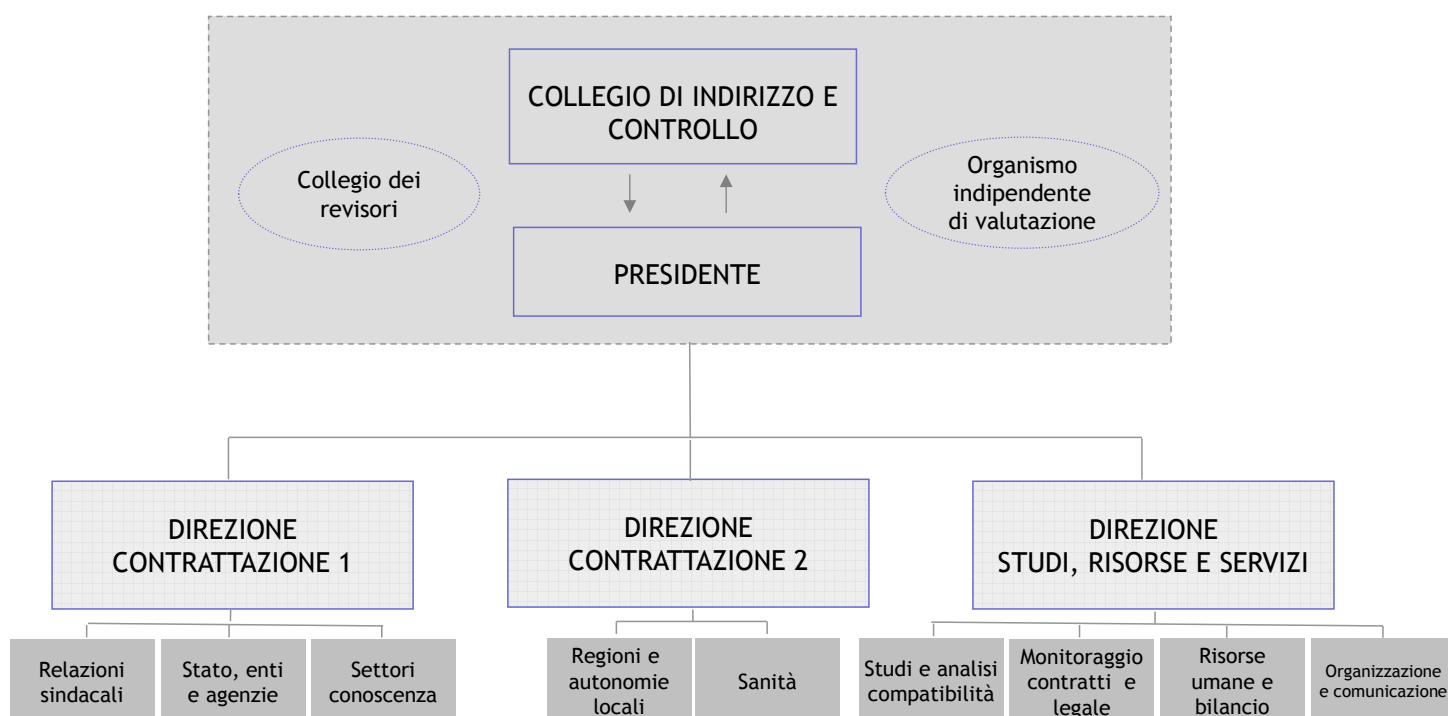 COLLEGIO DI INDIRIZZO E
CONTROLLO
Collegio dei
revisori
Organismo
indipendente
di valutazione
PRESIDENTE
DIREZIONE
CONTRATTAZIONE 1
DIREZIONE
CONTRATTAZIONE 2
DIREZIONE
STUDI, RISORSE E SERVIZI
Relazioni
sindacali
Stato, enti
e agenzie
Settori
conoscenza
Regioni e
autonomie
locali
Sanità
Studi e analisi
compatibilità
Monitoraggio
contratti e
legale
Risorse
umane e
bilancio
Organizzazione
e comunicazione